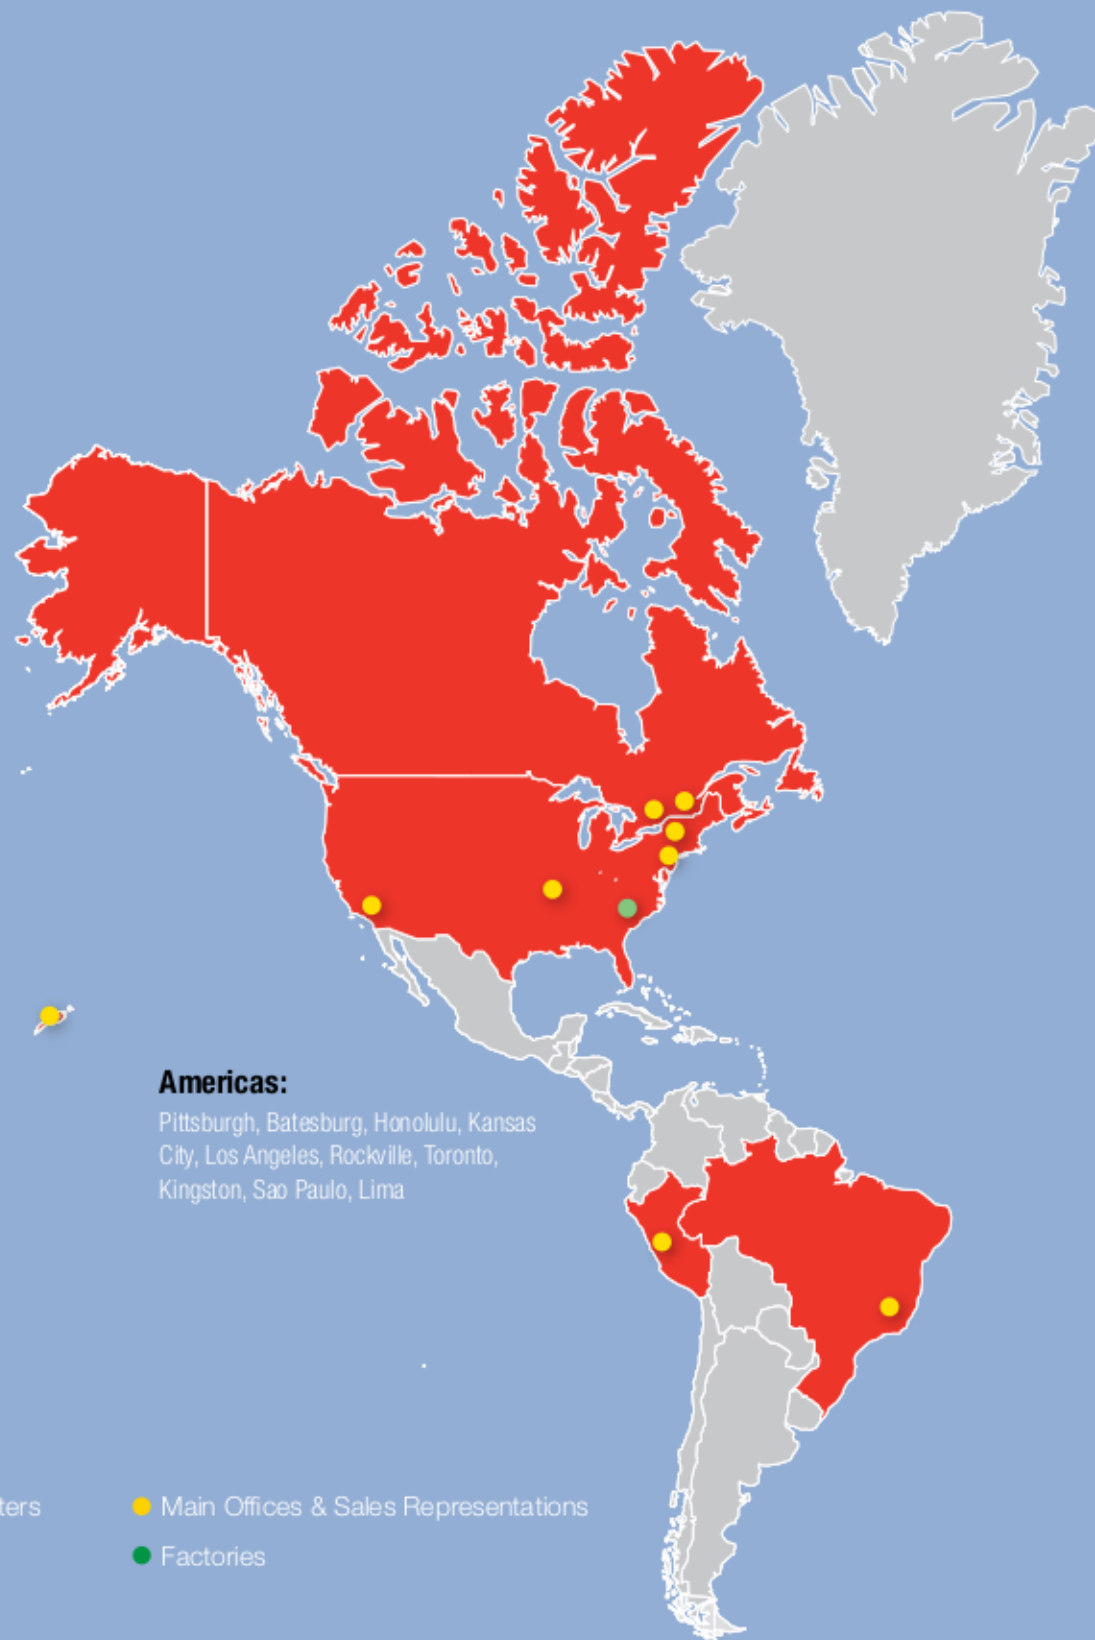 Americas:
Pittsburgh, Batesburg, Honolulu, Kansas
City, Los Angeles, Rockville, Toronto,
Kingston, Sao Paulo, Lima
ters
Main Offices & Sales Representations
Factories